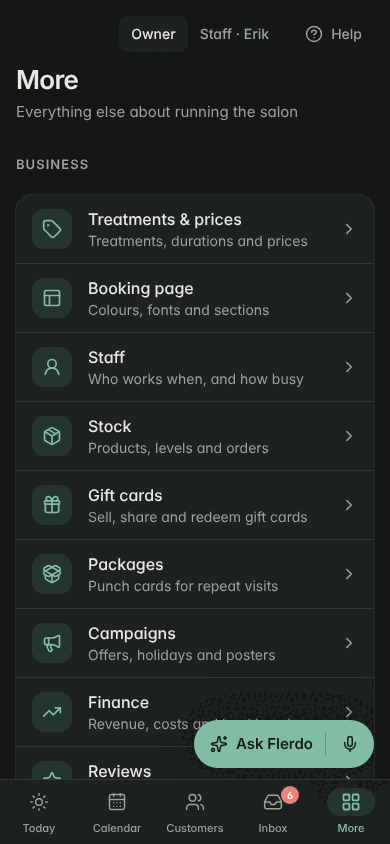 Owner
Staff · Erik
Help
More
Everything else about running the salon
BUSINESS
Treatments & prices
Treatments, durations and prices
Booking page
Colours, fonts and sections
Staff
Who works when, and how busy
Stock
Products, levels and orders
Gift cards
Sell, share and redeem gift cards
Packages
Punch cards for repeat visits
Campaigns
Offers, holidays and posters
Finance
Revenue, costs
Ask Flerdo
Reviews
6
Today
Calendar
Customers
Inbox
More